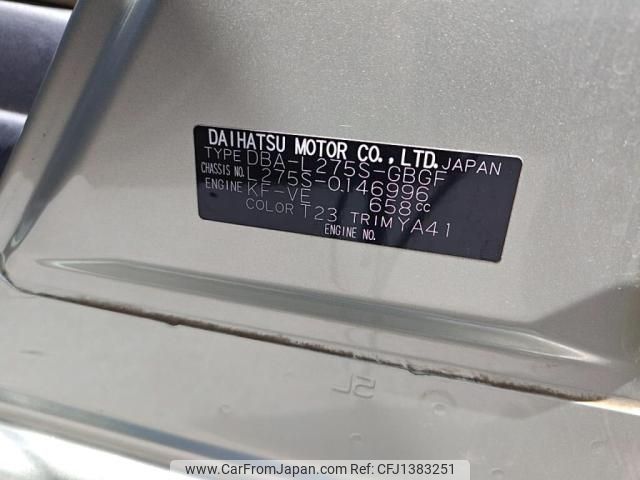 DAIHATSU MOTOR CO.,LTD. JAPAN
TYPE DBA-L275S-GBGF
CHASSIS NO. L275S-0146996
ENGINE KF-VE 658cc
COLOR T23 TRIM YA41
ENGINE NO.
5L
www.CarFromJapan.com - CFJ1383251